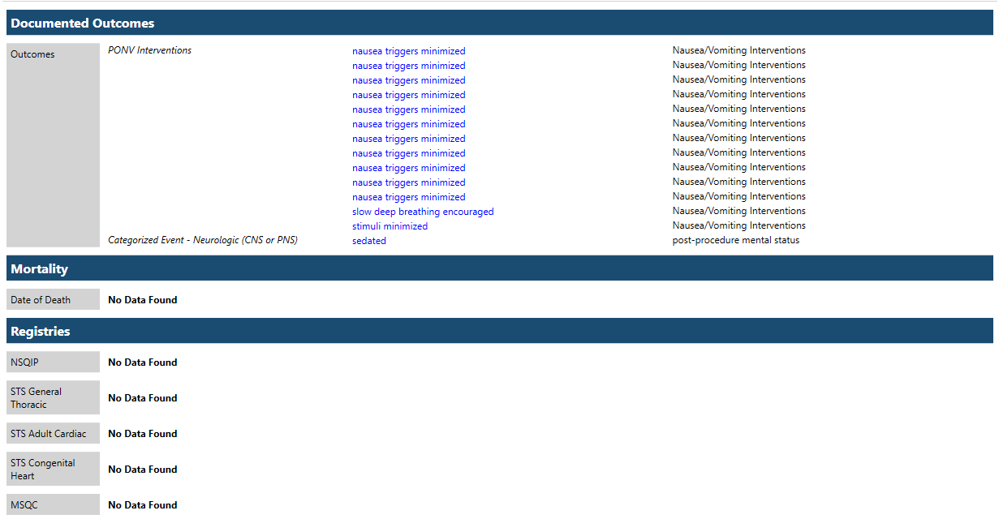 Documented Outcomes
Outcomes PONV Interventions nausea triggers minimized Nausea/Vomiting Interventions
nausea triggers minimized Nausea/Vomiting Interventions
nausea triggers minimized Nausea/Vomiting Interventions
nausea triggers minimized Nausea/Vomiting Interventions
nausea triggers minimized Nausea/Vomiting Interventions
nausea triggers minimized Nausea/Vomiting Interventions
nausea triggers minimized Nausea/Vomiting Interventions
nausea triggers minimized Nausea/Vomiting Interventions
nausea triggers minimized Nausea/Vomiting Interventions
nausea triggers minimized Nausea/Vomiting Interventions
nausea triggers minimized Nausea/Vomiting Interventions
slow deep breathing encouraged Nausea/Vomiting Interventions
stimuli minimized Nausea/Vomiting Interventions
Categorized Event - Neurologic (CNS or PNS) sedated post-procedure mental status
Mortality
Date of Death No Data Found
Registries
NSQIP No Data Found
STS General
Thoracic No Data Found
STS Adult Cardiac No Data Found
STS Congenital
Heart No Data Found
MSQC No Data Found